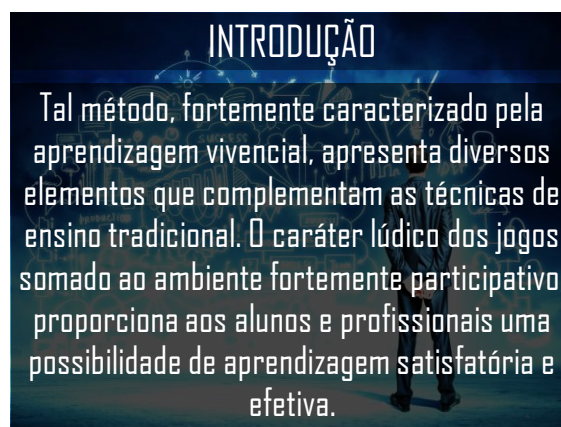 INTRODUÇÃO
Tal método, fortemente caracterizado pela
aprendizagem vivencial, apresenta diversos
elementos que complementam as técnicas de
ensino tradicional. O caráter lúdico dos jogos
somado ao ambiente fortemente participativo
proporciona aos alunos e profissionais uma
possibilidade de aprendizagem satisfatória e
efetiva.